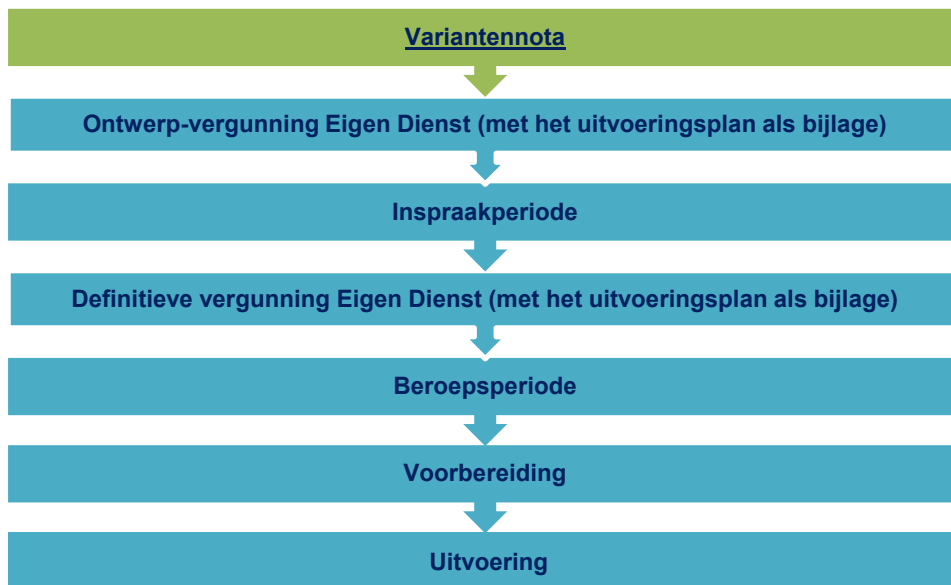 Variantennota
Ontwerp-vergunning Eigen Dienst (met het uitvoeringsplan als bijlage)
Inspraakperiode
Definitieve vergunning Eigen Dienst (met het uitvoeringsplan als bijlage)
Beroepsperiode
Voorbereiding
Uitvoering